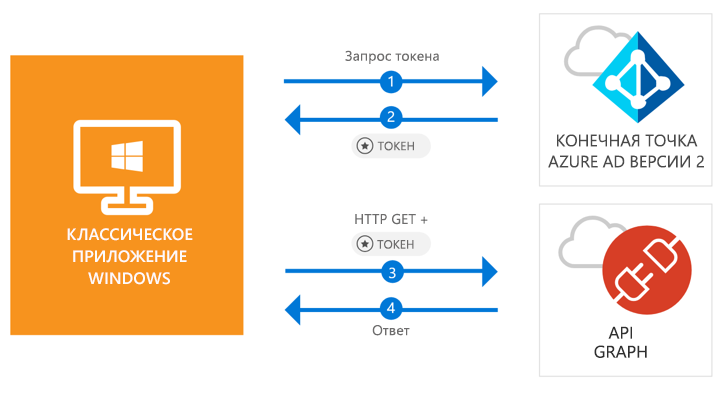 КЛАССИЧЕСКОЕ
ПРИЛОЖЕНИЕ
WINDOWS
Запрос токена
1
2
ТОКЕН
HTTP GET +
ТОКЕН
3
4
Ответ
КОНЕЧНАЯ ТОЧКА
AZURE AD ВЕРСИИ 2
API
GRAPH